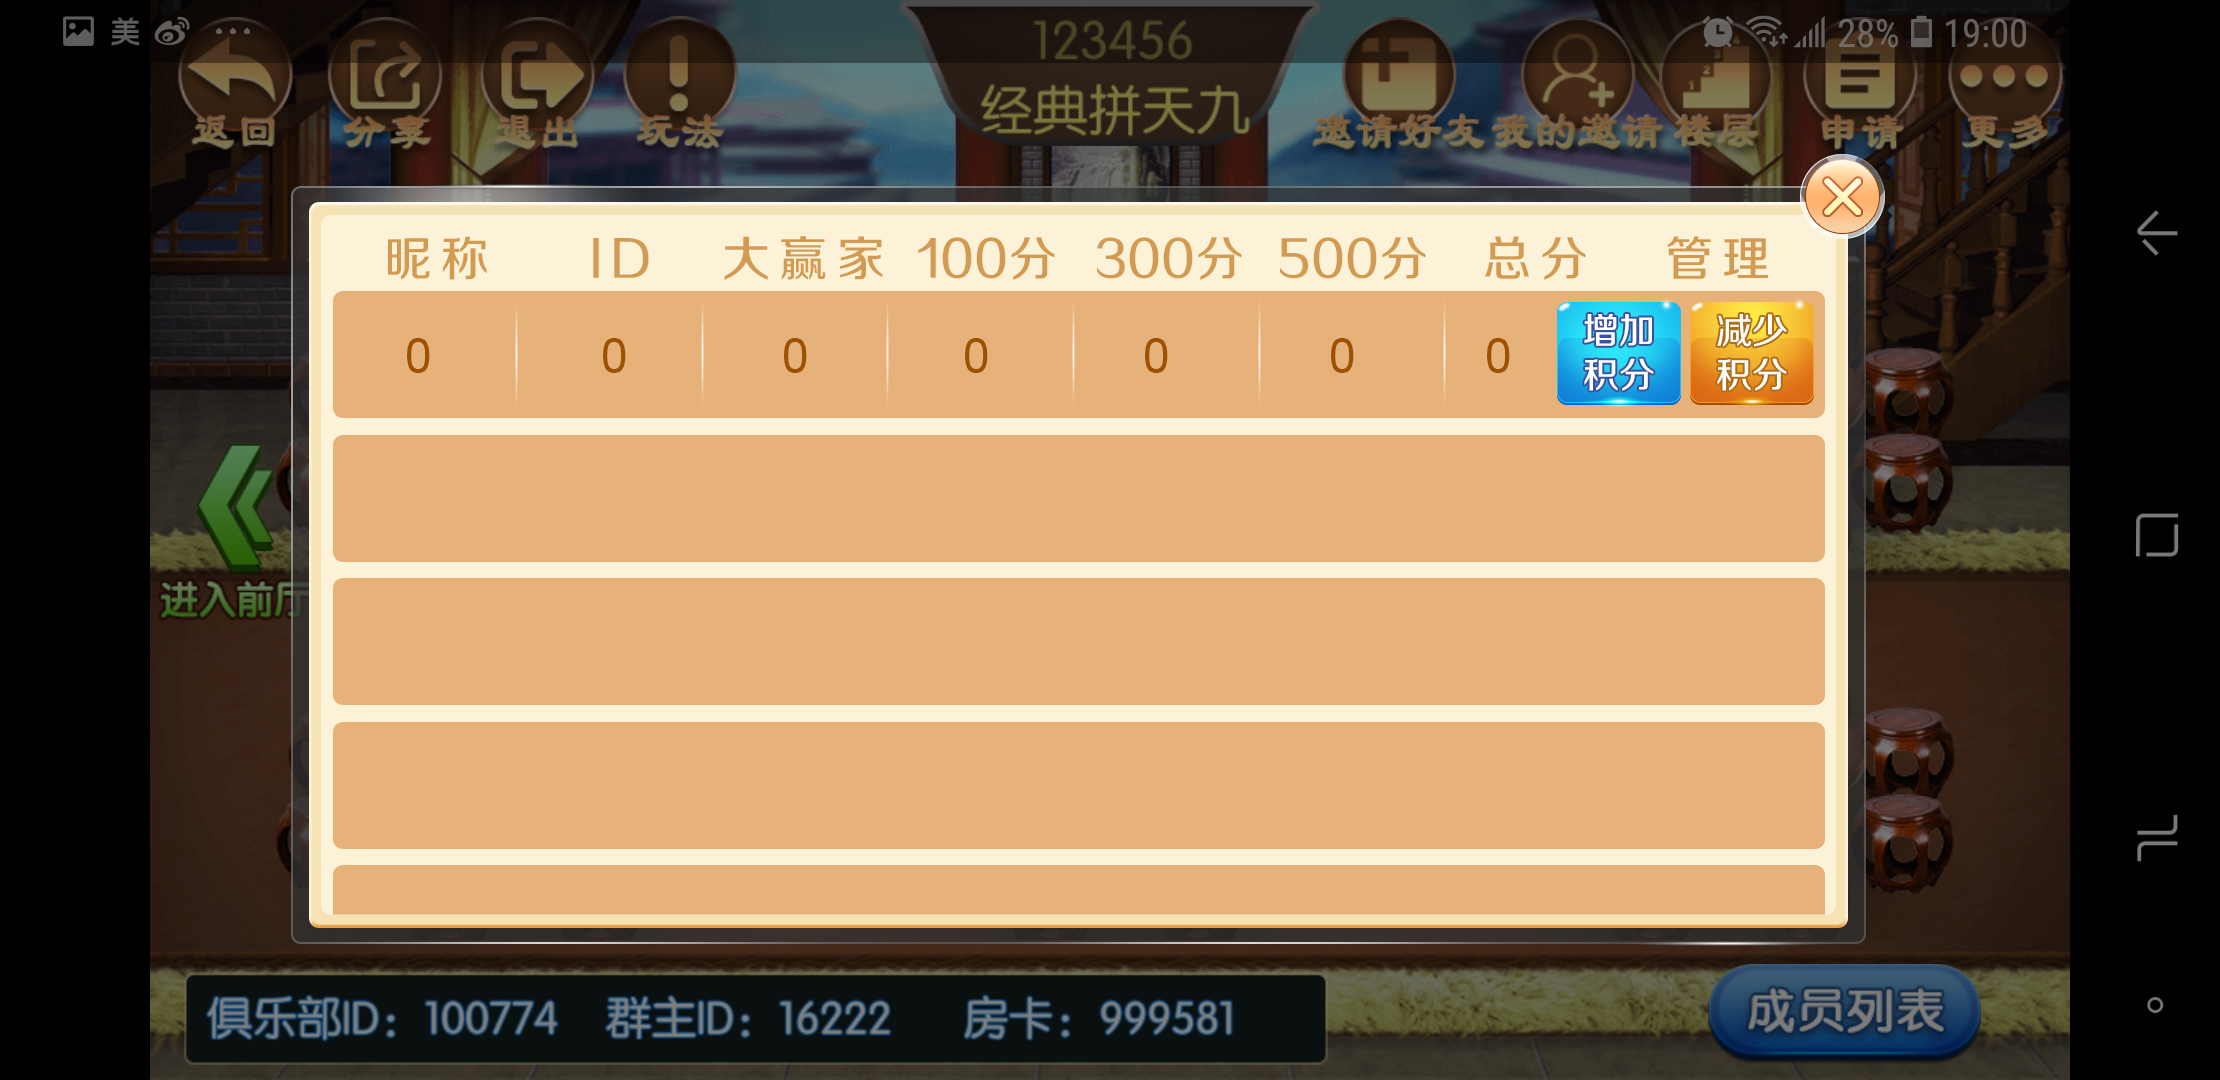 美 ... 28% 19:00
123456
经典拼天九
返回 分享 退出 玩法 邀请好友 我的邀请 楼层 申请 更多
昵称 ID 大赢家 100分 300分 500分 总分 管理
0 0 0 0 0 0 0 增加积分 减少积分
进入前厅
俱乐部ID：100774 群主ID：16222 房卡：999581
成员列表